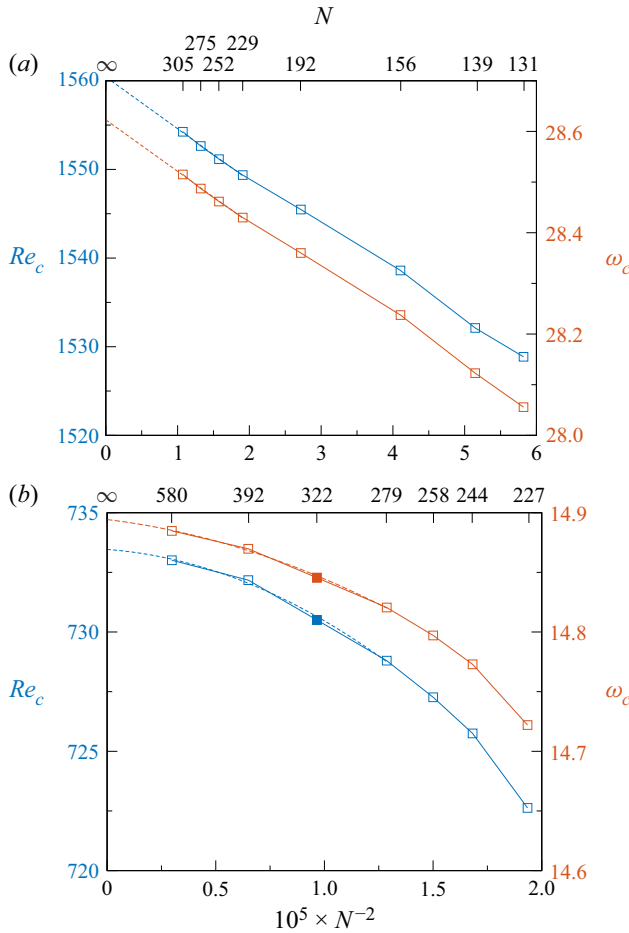 N
(a)
275 229
∞ 305 252 192 156 139 131
1560
28.6
1550
28.4
Re_c 1540 ω_c
28.2
1530
1520 28.0
0 1 2 3 4 5 6
(b) ∞ 580 392 322 279 258 244 227
735 14.9
730 14.8
Re_c ω_c
725 14.7
720 14.6
0 0.5 1.0 1.5 2.0
10⁵ × N⁻²